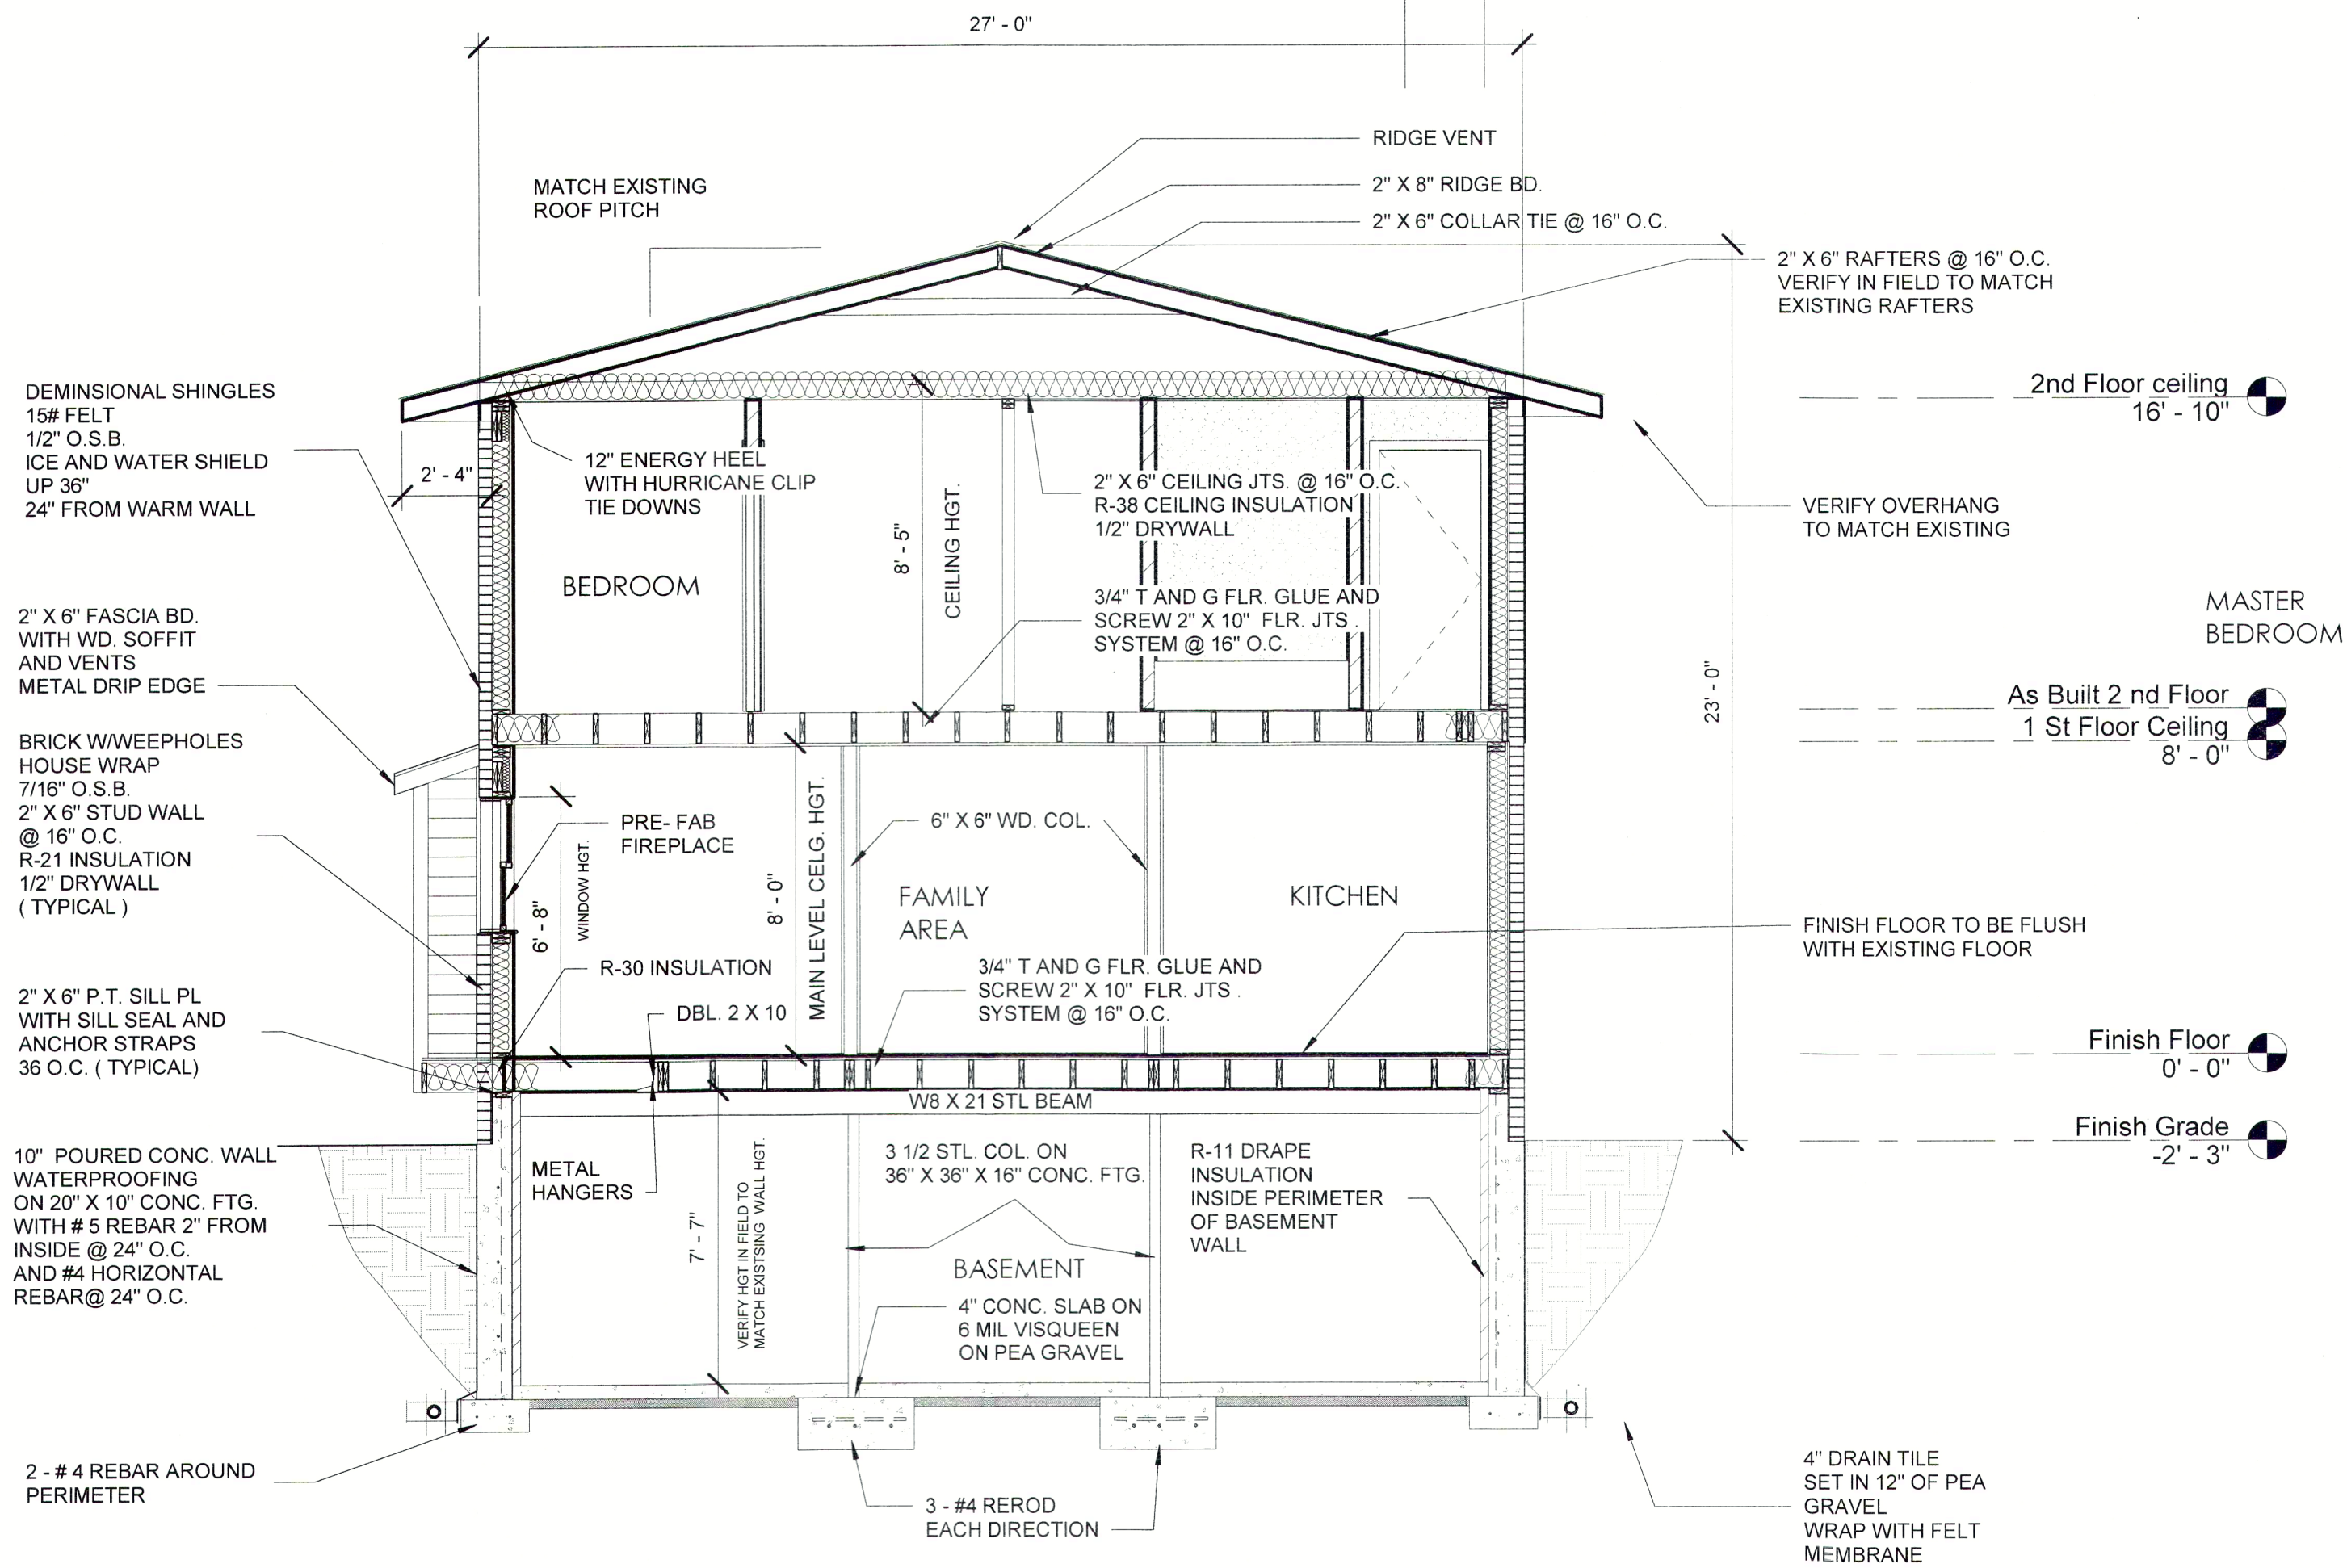 27' - 0"
RIDGE VENT
2" X 8" RIDGE BD.
2" X 6" COLLAR TIE @ 16" O.C.
MATCH EXISTING
ROOF PITCH
2" X 6" RAFTERS @ 16" O.C.
VERIFY IN FIELD TO MATCH
EXISTING RAFTERS
DEMINSIONAL SHINGLES
15# FELT
1/2" O.S.B.
ICE AND WATER SHIELD
UP 36"
24" FROM WARM WALL
2' - 4"
12" ENERGY HEEL
WITH HURRICANE CLIP
TIE DOWNS
8' - 5"
CEILING HGT.
2" X 6" CEILING JTS. @ 16" O.C.
R-38 CEILING INSULATION
1/2" DRYWALL
2nd Floor ceiling
16' - 10"
VERIFY OVERHANG
TO MATCH EXISTING
BEDROOM
3/4" T AND G FLR. GLUE AND
SCREW 2" X 10" FLR. JTS .
SYSTEM @ 16" O.C.
MASTER
BEDROOM
2" X 6" FASCIA BD.
WITH WD. SOFFIT
AND VENTS
METAL DRIP EDGE
23' - 0"
As Built 2 nd Floor
1 St Floor Ceiling
8' - 0"
BRICK W/WEEPHOLES
HOUSE WRAP
7/16" O.S.B.
2" X 6" STUD WALL
@ 16" O.C.
R-21 INSULATION
1/2" DRYWALL
( TYPICAL )
PRE- FAB
FIREPLACE
6' - 8"
WINDOW HGT.
8' - 0"
MAIN LEVEL CELG. HGT.
6" X 6" WD. COL.
FAMILY
AREA
KITCHEN
FINISH FLOOR TO BE FLUSH
WITH EXISTING FLOOR
R-30 INSULATION
DBL. 2 X 10
3/4" T AND G FLR. GLUE AND
SCREW 2" X 10" FLR. JTS .
SYSTEM @ 16" O.C.
2" X 6" P.T. SILL PL
WITH SILL SEAL AND
ANCHOR STRAPS
36 O.C. ( TYPICAL)
Finish Floor
0' - 0"
W8 X 21 STL BEAM
Finish Grade
-2' - 3"
10" POURED CONC. WALL
WATERPROOFING
ON 20" X 10" CONC. FTG.
WITH # 5 REBAR 2" FROM
INSIDE @ 24" O.C.
AND #4 HORIZONTAL
REBAR@ 24" O.C.
METAL
HANGERS
7' - 7"
VERIFY HGT IN FIELD TO
MATCH EXISTSING WALL HGT.
3 1/2 STL. COL. ON
36" X 36" X 16" CONC. FTG.
R-11 DRAPE
INSULATION
INSIDE PERIMETER
OF BASEMENT
WALL
BASEMENT
4" CONC. SLAB ON
6 MIL VISQUEEN
ON PEA GRAVEL
2 - # 4 REBAR AROUND
PERIMETER
3 - #4 REROD
EACH DIRECTION
4" DRAIN TILE
SET IN 12" OF PEA
GRAVEL
WRAP WITH FELT
MEMBRANE